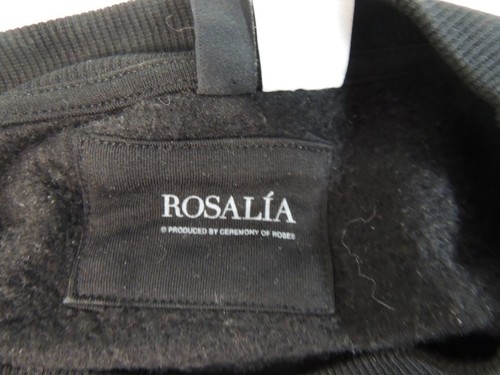 ROSALÍA
© PRODUCED BY CEREMONY OF ROSES